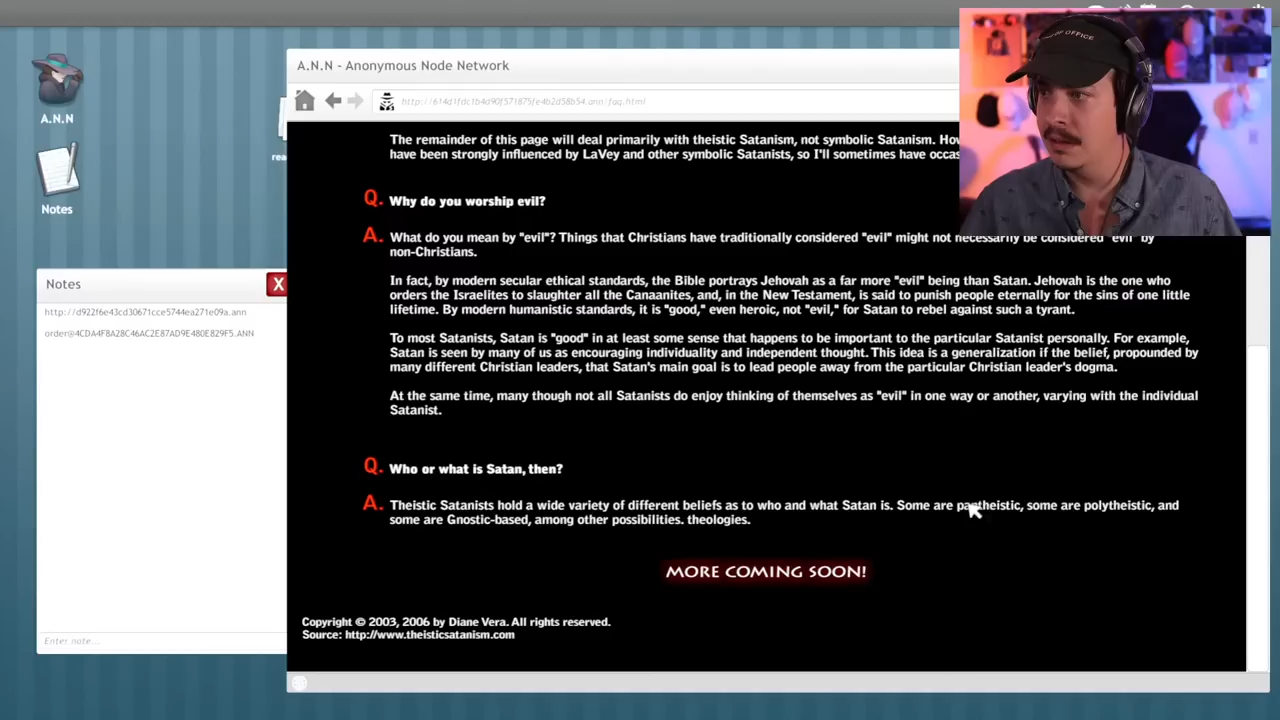 OF OFFICE
A.N.N - Anonymous Node Network
http://614d1fdc1b4d90f571875fe4b2d58b54.ann/faq.html
A.N.N
Notes
The remainder of this page will deal primarily with theistic Satanism, not symbolic Satanism.
have been strongly influenced by LaVey and other symbolic Satanists, so I'll sometimes have
Q. Why do you worship evil?
A. What do you mean by "evil"? Things that Christians have traditionally considered "evil" might not necessarily be considered "evil" by
non-Christians.
In fact, by modern secular ethical standards, the Bible portrays Jehovah as a far more "evil" being than Satan. Jehovah is the one who
orders the Israelites to slaughter all the Canaanites, and, in the New Testament, is said to punish people eternally for the sins of one little
lifetime. By modern humanistic standards, it is "good," even heroic, not "evil," for Satan to rebel against such a tyrant.
To most Satanists, Satan is "good" in at least some sense that happens to be important to the particular Satanist personally. For example,
Satan is seen by many of us as encouraging individuality and independent thought. This idea is a generalization if the belief, propounded by
many different Christian leaders, that Satan's main goal is to lead people away from the particular Christian leader's dogma.
At the same time, many though not all Satanists do enjoy thinking of themselves as "evil" in one way or another, varying with the individual
Satanist.
Q. Who or what is Satan, then?
A. Theistic Satanists hold a wide variety of different beliefs as to who and what Satan is. Some are pantheistic, some are polytheistic, and
some are Gnostic-based, among other possibilities. theologies.
MORE COMING SOON!
Copyright © 2003, 2006 by Diane Vera. All rights reserved.
Source: http://www.theisticsatanism.com
Notes
X
http://d922f6e43cd30671cce5744ea271e09a.ann
order@4CDA4F8A28C46AC2E87AD9E480E829F5.ANN
Enter note...